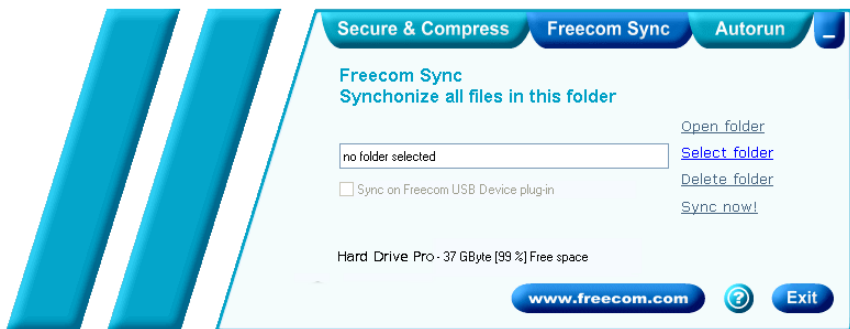 Secure & Compress Freecom Sync Autorun _
Freecom Sync
Synchonize all files in this folder
Open folder
no folder selected Select folder
Sync on Freecom USB Device plug-in Delete folder
Sync now!
Hard Drive Pro - 37 GByte [99 %] Free space
www.freecom.com ? Exit